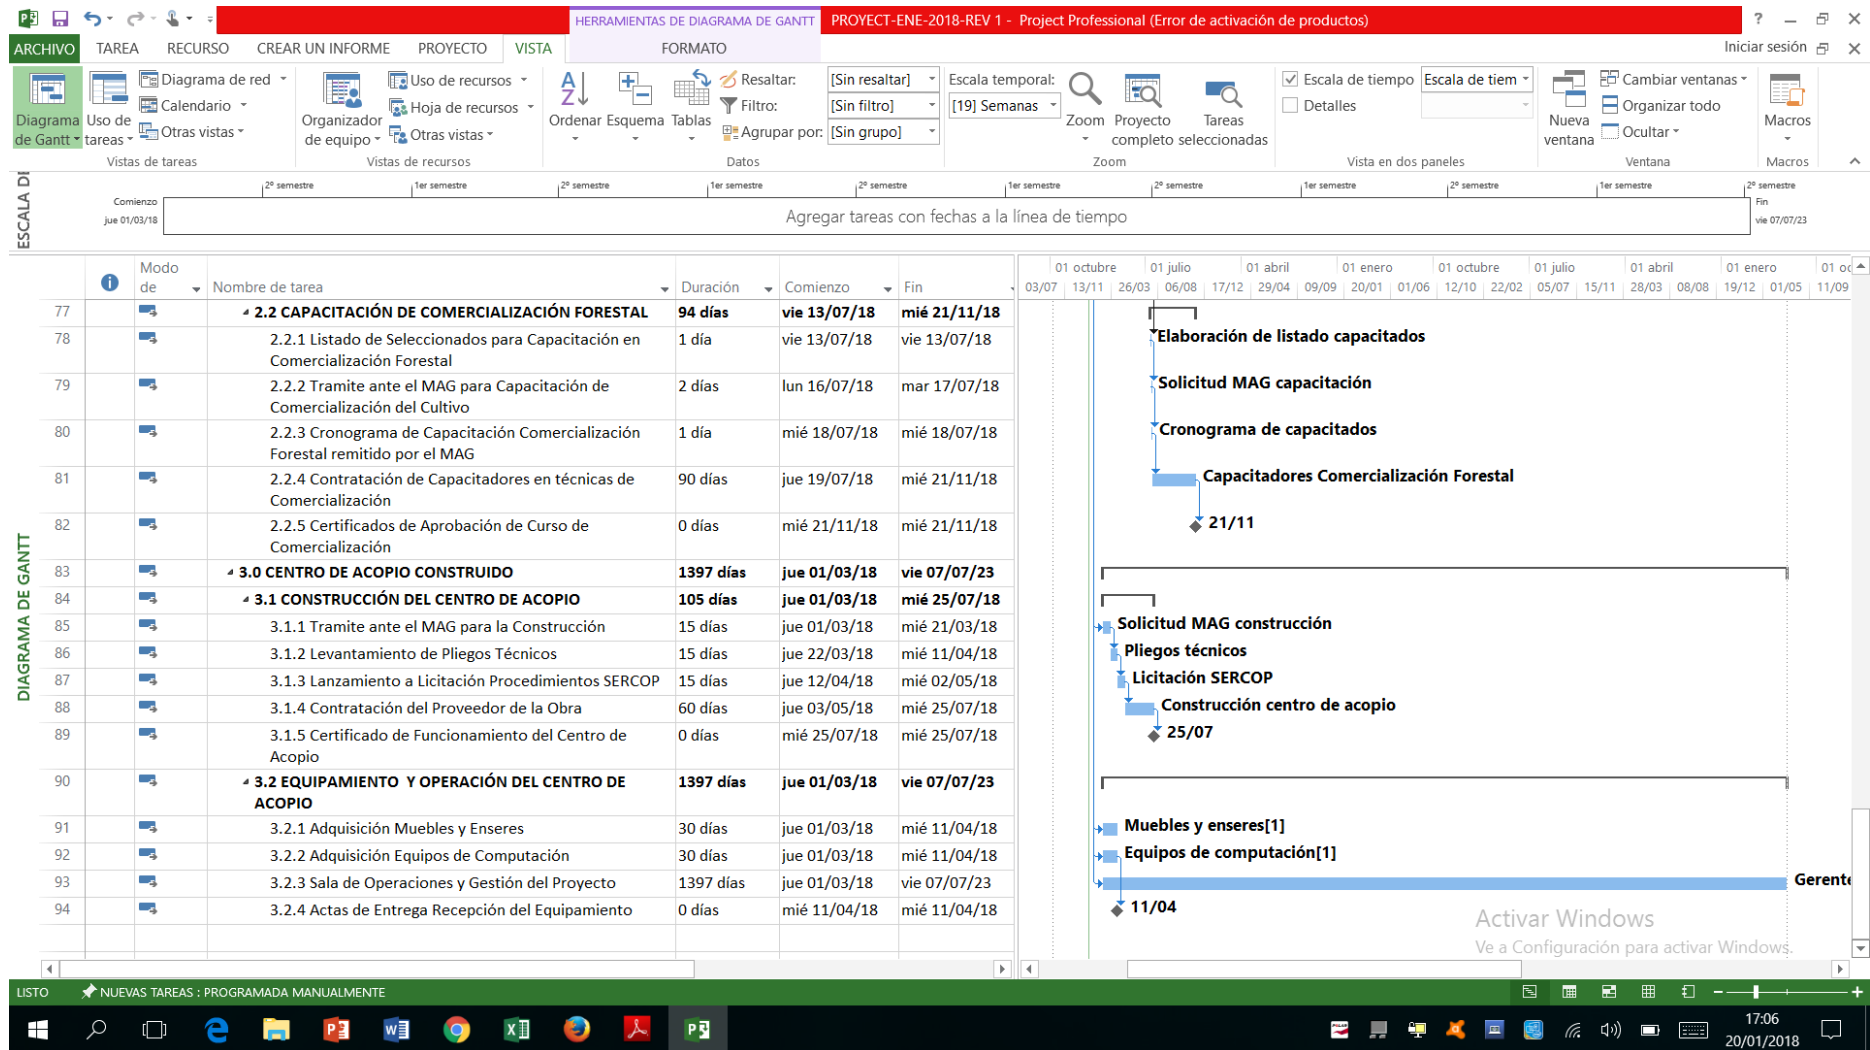 HERRAMIENTAS DE DIAGRAMA DE GANTT
PROYECT-ENE-2018-REV 1 - Project Professional (Error de activación de productos)
ARCHIVO TAREA RECURSO CREAR UN INFORME PROYECTO VISTA FORMATO
Iniciar sesión
Diagrama de Gantt
Uso de tareas
Diagrama de red
Calendario
Otras vistas
Vistas de tareas
Organizador de equipo
Uso de recursos
Hoja de recursos
Otras vistas
Vistas de recursos
Ordenar
Esquema
Tablas
Resaltar: [Sin resaltar]
Filtro: [Sin filtro]
Agrupar por: [Sin grupo]
Datos
Escala temporal:
[19] Semanas
Zoom
Proyecto completo
Tareas seleccionadas
Zoom
Escala de tiempo Escala de tiem
Detalles
Vista en dos paneles
Nueva ventana
Cambiar ventanas
Organizar todo
Ocultar
Ventana
Macros
Macros
ESCALA DE
2º semestre 1er semestre 2º semestre 1er semestre 2º semestre 1er semestre 2º semestre 1er semestre 2º semestre 1er semestre 2º semestre
Comienzo
jue 01/03/18
Agregar tareas con fechas a la línea de tiempo
Fin
vie 07/07/23
DIAGRAMA DE GANTT
Modo de Nombre de tarea Duración Comienzo Fin
01 octubre 01 julio 01 abril 01 enero 01 octubre 01 julio 01 abril 01 enero 01 oc
03/07 13/11 26/03 06/08 17/12 29/04 09/09 20/01 01/06 12/10 22/02 05/07 15/11 28/03 08/08 19/12 01/05 11/09
77 2.2 CAPACITACIÓN DE COMERCIALIZACIÓN FORESTAL 94 días vie 13/07/18 mié 21/11/18
78 2.2.1 Listado de Seleccionados para Capacitación en Comercialización Forestal 1 día vie 13/07/18 vie 13/07/18 Elaboración de listado capacitados
79 2.2.2 Tramite ante el MAG para Capacitación de Comercialización del Cultivo 2 días lun 16/07/18 mar 17/07/18 Solicitud MAG capacitación
80 2.2.3 Cronograma de Capacitación Comercialización Forestal remitido por el MAG 1 día mié 18/07/18 mié 18/07/18 Cronograma de capacitados
81 2.2.4 Contratación de Capacitadores en técnicas de Comercialización 90 días jue 19/07/18 mié 21/11/18 Capacitadores Comercialización Forestal
82 2.2.5 Certificados de Aprobación de Curso de Comercialización 0 días mié 21/11/18 mié 21/11/18 21/11
83 3.0 CENTRO DE ACOPIO CONSTRUIDO 1397 días jue 01/03/18 vie 07/07/23
84 3.1 CONSTRUCCIÓN DEL CENTRO DE ACOPIO 105 días jue 01/03/18 mié 25/07/18
85 3.1.1 Tramite ante el MAG para la Construcción 15 días jue 01/03/18 mié 21/03/18 Solicitud MAG construcción
86 3.1.2 Levantamiento de Pliegos Técnicos 15 días jue 22/03/18 mié 11/04/18 Pliegos técnicos
87 3.1.3 Lanzamiento a Licitación Procedimientos SERCOP 15 días jue 12/04/18 mié 02/05/18 Licitación SERCOP
88 3.1.4 Contratación del Proveedor de la Obra 60 días jue 03/05/18 mié 25/07/18 Construcción centro de acopio
89 3.1.5 Certificado de Funcionamiento del Centro de Acopio 0 días mié 25/07/18 mié 25/07/18 25/07
90 3.2 EQUIPAMIENTO Y OPERACIÓN DEL CENTRO DE ACOPIO 1397 días jue 01/03/18 vie 07/07/23
91 3.2.1 Adquisición Muebles y Enseres 30 días jue 01/03/18 mié 11/04/18 Muebles y enseres[1]
92 3.2.2 Adquisición Equipos de Computación 30 días jue 01/03/18 mié 11/04/18 Equipos de computación[1]
93 3.2.3 Sala de Operaciones y Gestión del Proyecto 1397 días jue 01/03/18 vie 07/07/23 Gerente
94 3.2.4 Actas de Entrega Recepción del Equipamiento 0 días mié 11/04/18 mié 11/04/18 11/04
Activar Windows
Ve a Configuración para activar Windows.
LISTO NUEVAS TAREAS : PROGRAMADA MANUALMENTE
17:06
20/01/2018